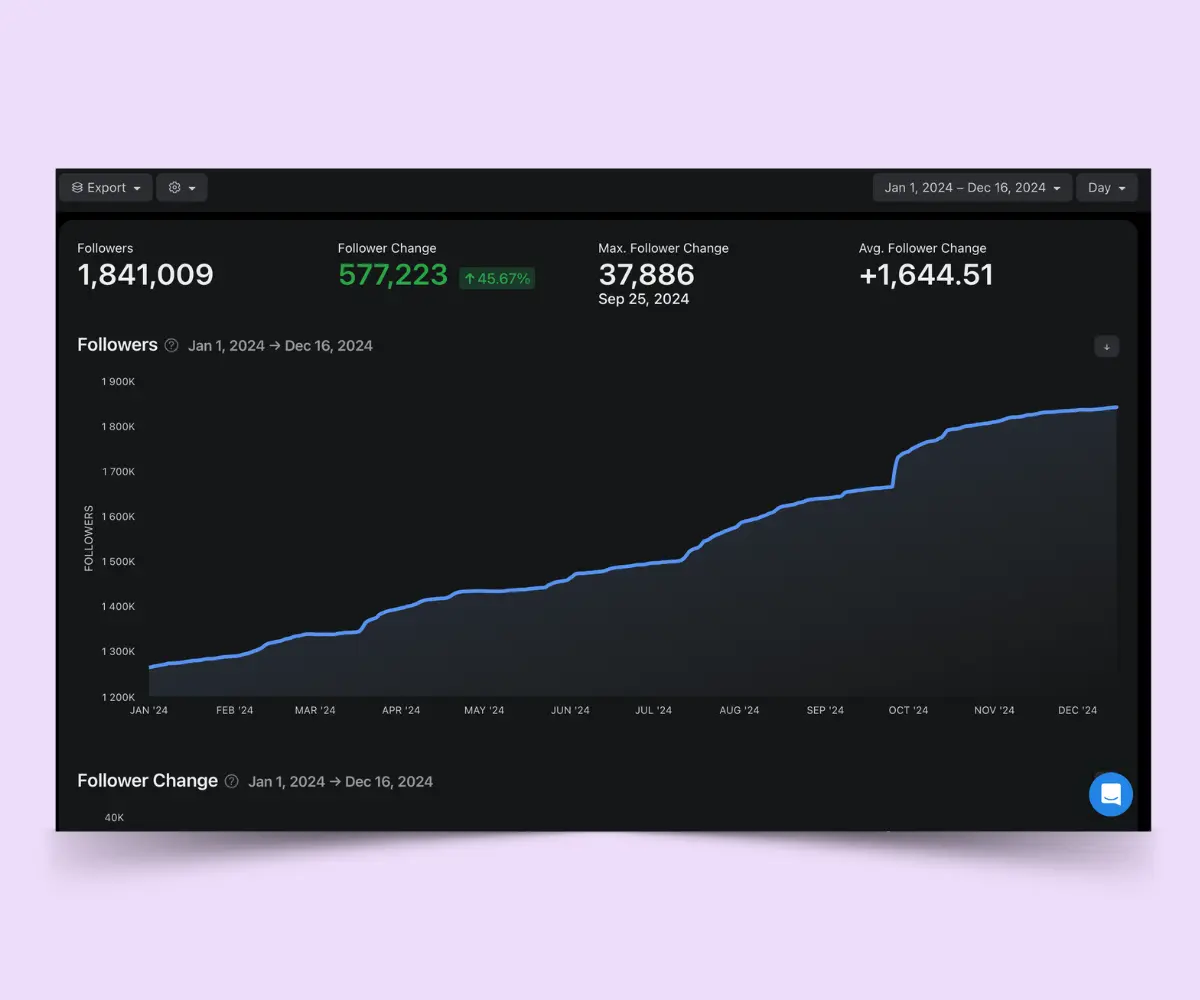 Export
Jan 1, 2024 – Dec 16, 2024
Day
Followers
1,841,009
Follower Change
577,223 ↑ 45.67%
Max. Follower Change
37,886
Sep 25, 2024
Avg. Follower Change
+1,644.51
Followers ? Jan 1, 2024 → Dec 16, 2024
↓
FOLLOWERS
1 900K
1 800K
1 700K
1 600K
1 500K
1 400K
1 300K
1 200K
JAN '24 FEB '24 MAR '24 APR '24 MAY '24 JUN '24 JUL '24 AUG '24 SEP '24 OCT '24 NOV '24 DEC '24
Follower Change ? Jan 1, 2024 → Dec 16, 2024
40K